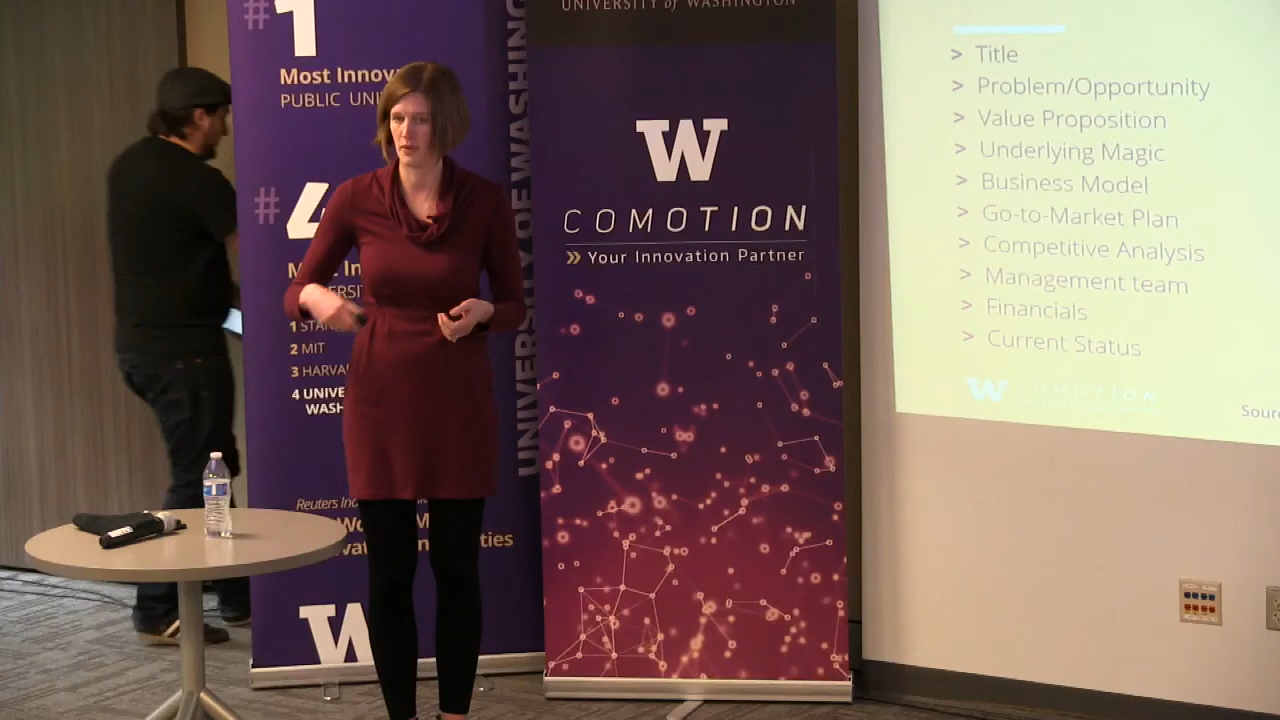 #1
Most Innov
PUBLIC UNI
#4
1 STAN
2 MIT
3 HARVA
4 UNIVE
WASH
Reuters
UNIVERSITY OF WASHING
UNIVERSITY of WASHINGTON
W
COMOTION
» Your Innovation Partner
W
> Title
> Problem/Opportunity
> Value Proposition
> Underlying Magic
> Business Model
> Go-to-Market Plan
> Competitive Analysis
> Management team
> Financials
> Current Status
W COMOTION
Sour